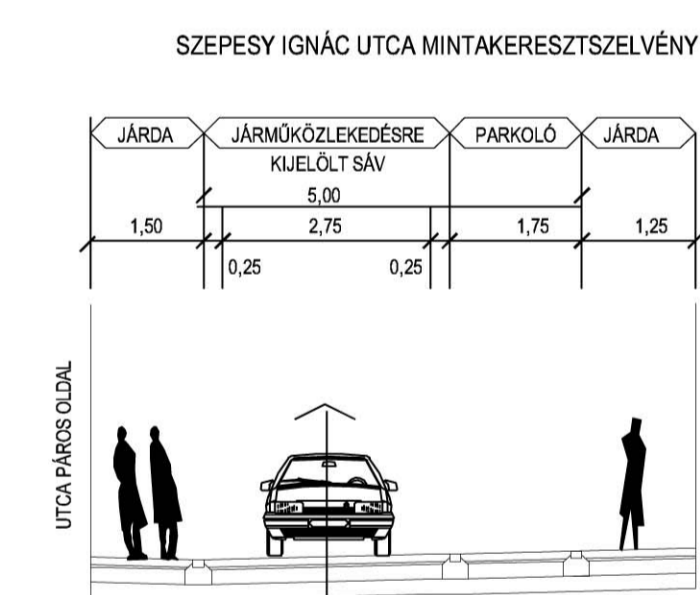 SZEPESY IGNÁC UTCA MINTAKERESZTSZELVÉNY
JÁRDA JÁRMŰKÖZLEKEDÉSRE PARKOLÓ JÁRDA
KIJELÖLT SÁV
5,00
1,50 2,75 1,75 1,25
0,25 0,25
UTCA PÁROS OLDAL